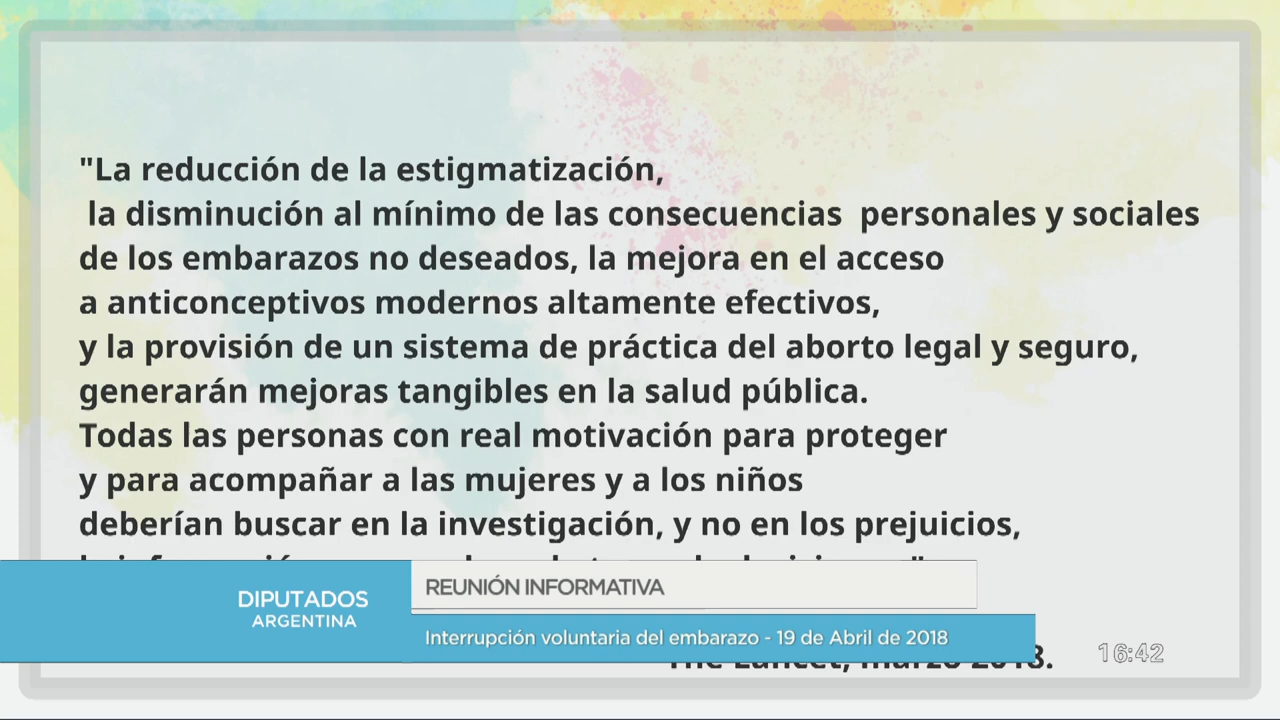 "La reducción de la estigmatización,
la disminución al mínimo de las consecuencias personales y sociales
de los embarazos no deseados, la mejora en el acceso
a anticonceptivos modernos altamente efectivos,
y la provisión de un sistema de práctica del aborto legal y seguro,
generarán mejoras tangibles en la salud pública.
Todas las personas con real motivación para proteger
y para acompañar a las mujeres y a los niños
deberían buscar en la investigación, y no en los prejuicios,
DIPUTADOS
ARGENTINA
REUNIÓN INFORMATIVA
Interrupción voluntaria del embarazo - 19 de Abril de 2018
The Lancet, marzo 2018.
16:42